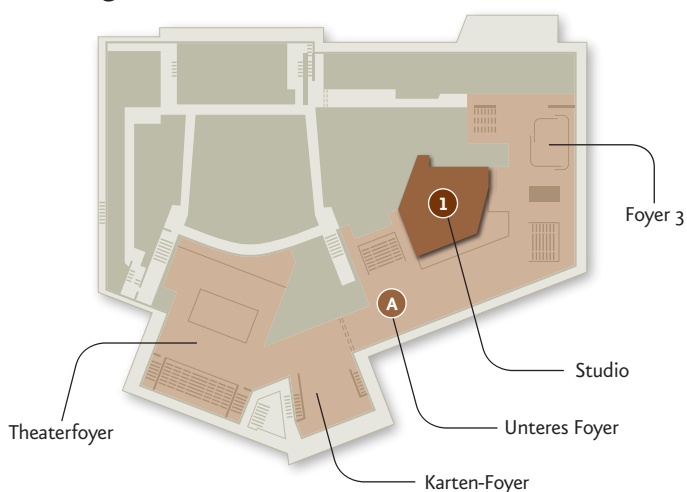 1
Foyer 3
A
Studio
Unteres Foyer
Theaterfoyer
Karten-Foyer